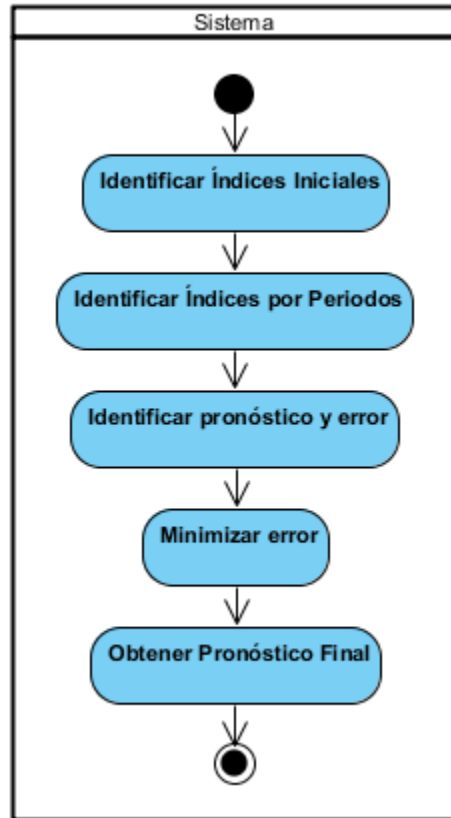 Sistema
Identificar Índices Iniciales
Identificar Índices por Periodos
Identificar pronóstico y error
Minimizar error
Obtener Pronóstico Final